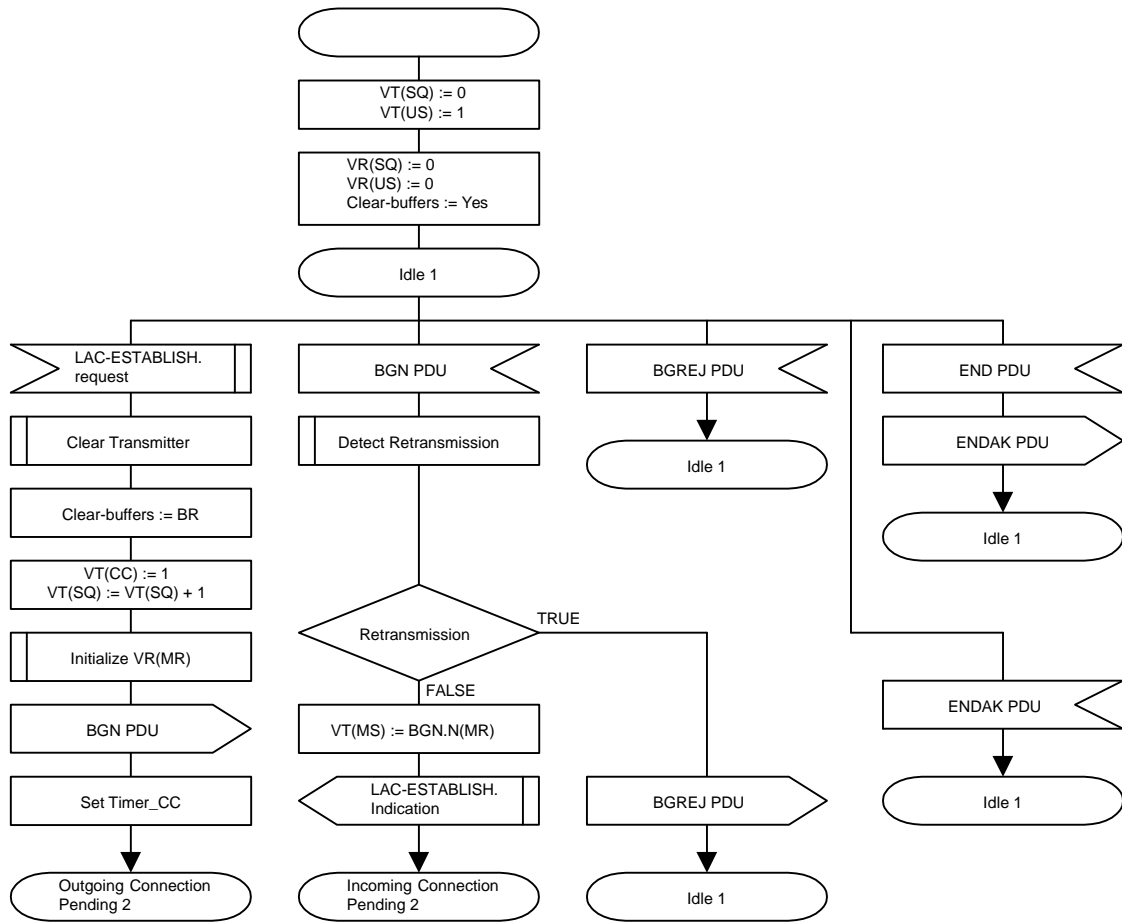 VT(SQ) := 0
VT(US) := 1
VR(SQ) := 0
VR(US) := 0
Clear-buffers := Yes
Idle 1
LAC-ESTABLISH.
request
Clear Transmitter
Clear-buffers := BR
VT(CC) := 1
VT(SQ) := VT(SQ) + 1
Initialize VR(MR)
BGN PDU
Set Timer_CC
Outgoing Connection
Pending 2
BGN PDU
Detect Retransmission
Retransmission
TRUE
FALSE
VT(MS) := BGN.N(MR)
LAC-ESTABLISH.
Indication
Incoming Connection
Pending 2
BGREJ PDU
Idle 1
BGREJ PDU
Idle 1
END PDU
ENDAK PDU
Idle 1
ENDAK PDU
Idle 1